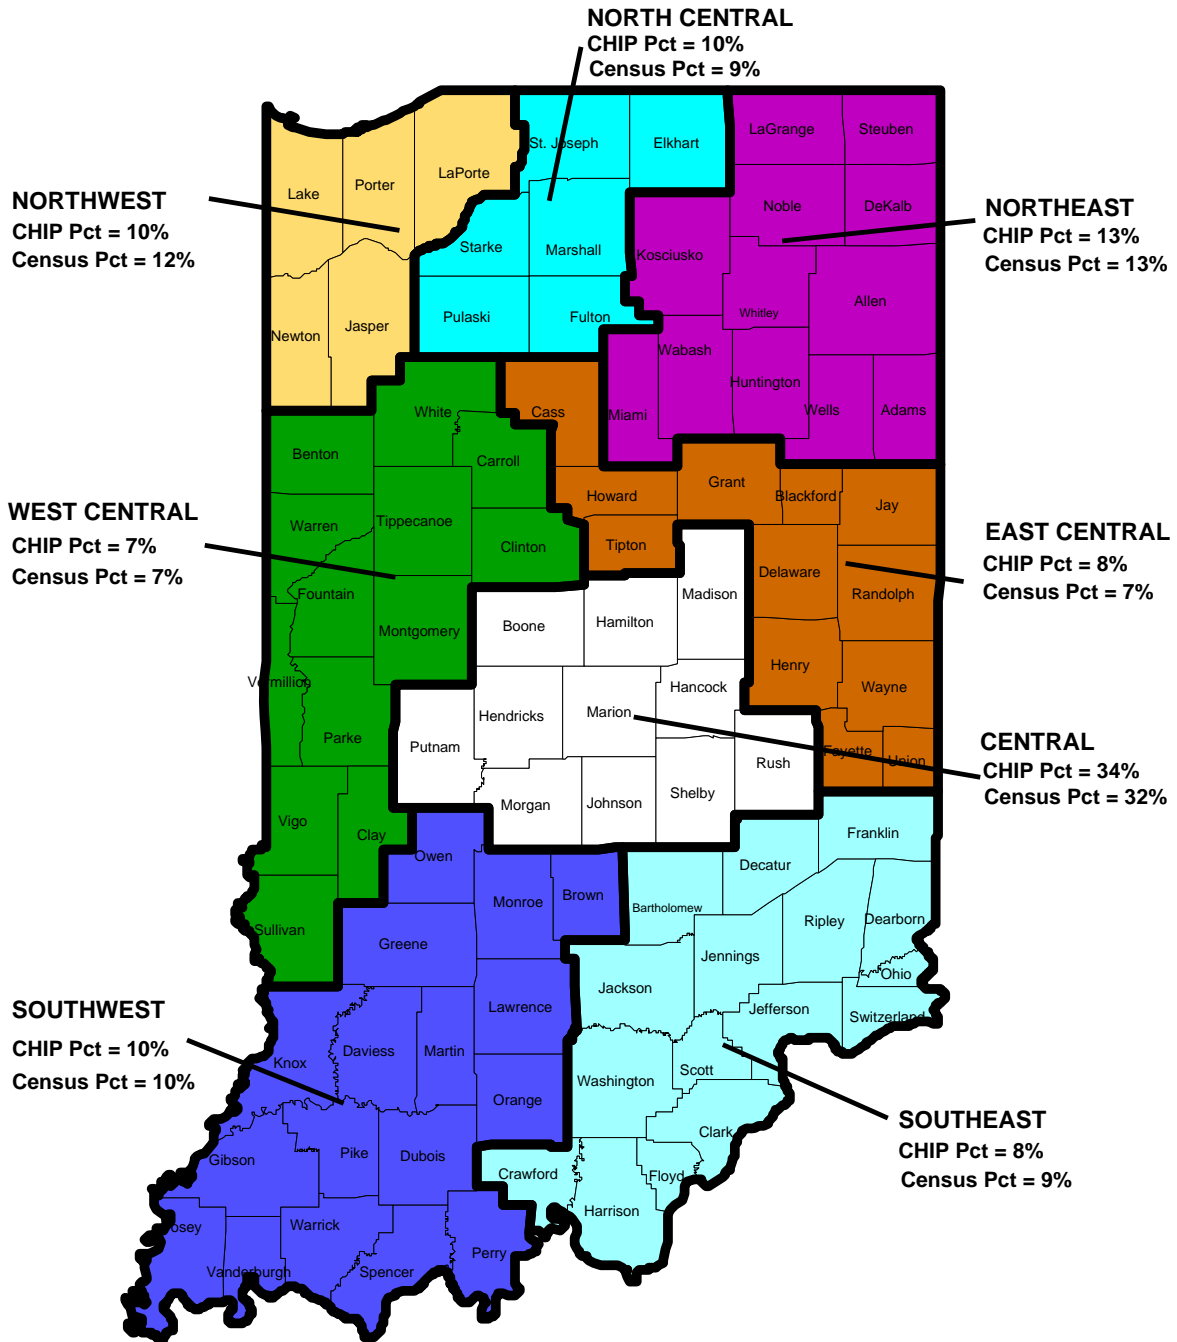 NORTH CENTRAL
CHIP Pct = 10%
Census Pct = 9%
LaGrange
Steuben
St. Joseph
Elkhart
LaPorte
Porter
Lake
NORTHWEST
CHIP Pct = 10%
Census Pct = 12%
Noble
DeKalb
NORTHEAST
CHIP Pct = 13%
Census Pct = 13%
Starke
Marshall
Kosciusko
Allen
Whitley
Pulaski
Fulton
Newton
Jasper
Wabash
Huntington
Miami
Wells
Adams
White
Cass
Benton
Carroll
Grant
Howard
Blackford
Jay
WEST CENTRAL
CHIP Pct = 7%
Census Pct = 7%
Warren
Tippecanoe
Clinton
Tipton
EAST CENTRAL
CHIP Pct = 8%
Census Pct = 7%
Delaware
Randolph
Fountain
Madison
Boone
Hamilton
Montgomery
Henry
Vermillion
Wayne
Hancock
Hendricks
Marion
Parke
Putnam
Rush
Fayette
Union
CENTRAL
CHIP Pct = 34%
Census Pct = 32%
Morgan
Johnson
Shelby
Vigo
Clay
Franklin
Owen
Decatur
Monroe
Brown
Bartholomew
Ripley
Dearborn
Sullivan
Greene
Jennings
Ohio
Jackson
SOUTHWEST
CHIP Pct = 10%
Census Pct = 10%
Lawrence
Jefferson
Switzerland
Knox
Daviess
Martin
Washington
Scott
Orange
SOUTHEAST
CHIP Pct = 8%
Census Pct = 9%
Clark
Gibson
Pike
Dubois
Crawford
Floyd
Harrison
Posey
Warrick
Perry
Vanderburgh
Spencer